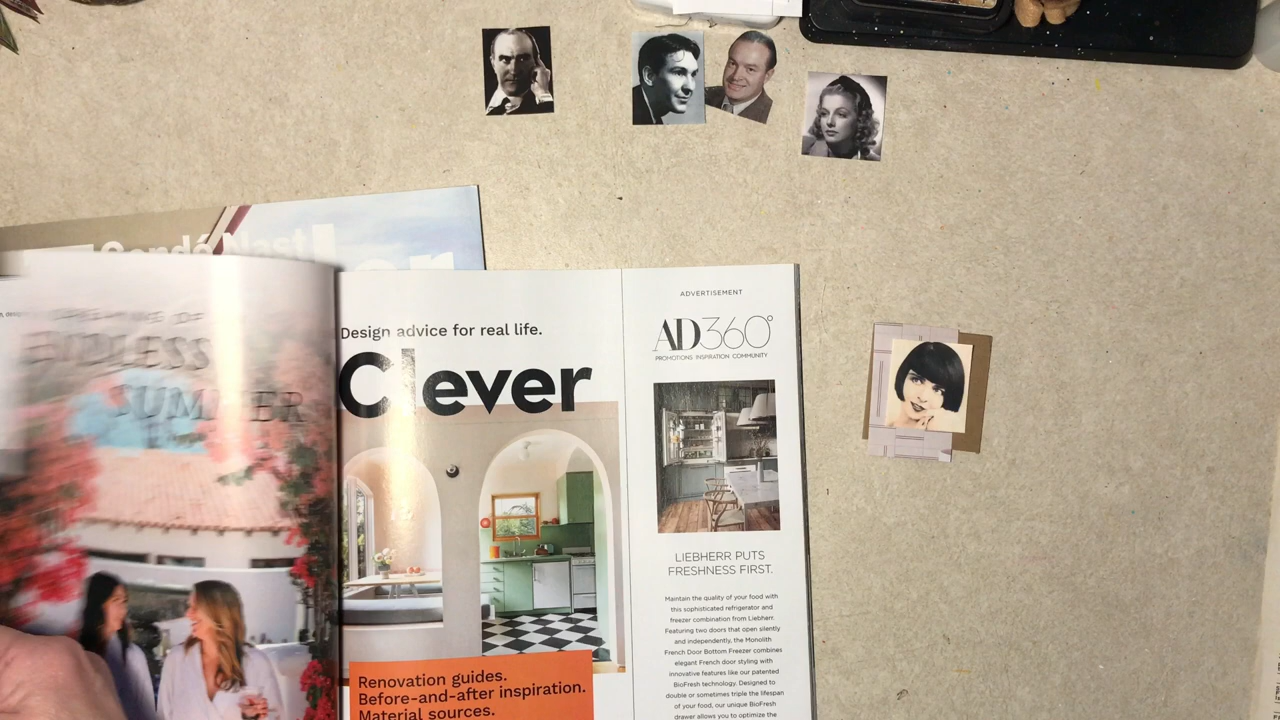 Condé Nast
ENDLESS
SUMMER
Design advice for real life.
Clever
Renovation guides.
Before-and-after inspiration.
Material sources.
ADVERTISEMENT
AD360°
PROMOTIONS INSPIRATION COMMUNITY
LIEBHERR PUTS
FRESHNESS FIRST.
Maintain the quality of your food with
this sophisticated refrigerator and
freezer combination from Liebherr.
Featuring two doors that open silently
and independently, the Monolith
French Door Bottom Freezer combines
elegant French door styling with
innovative features like our patented
BioFresh technology. Designed to
double or sometimes triple the lifespan
of your food, our unique BioFresh
drawer allows you to optimize the